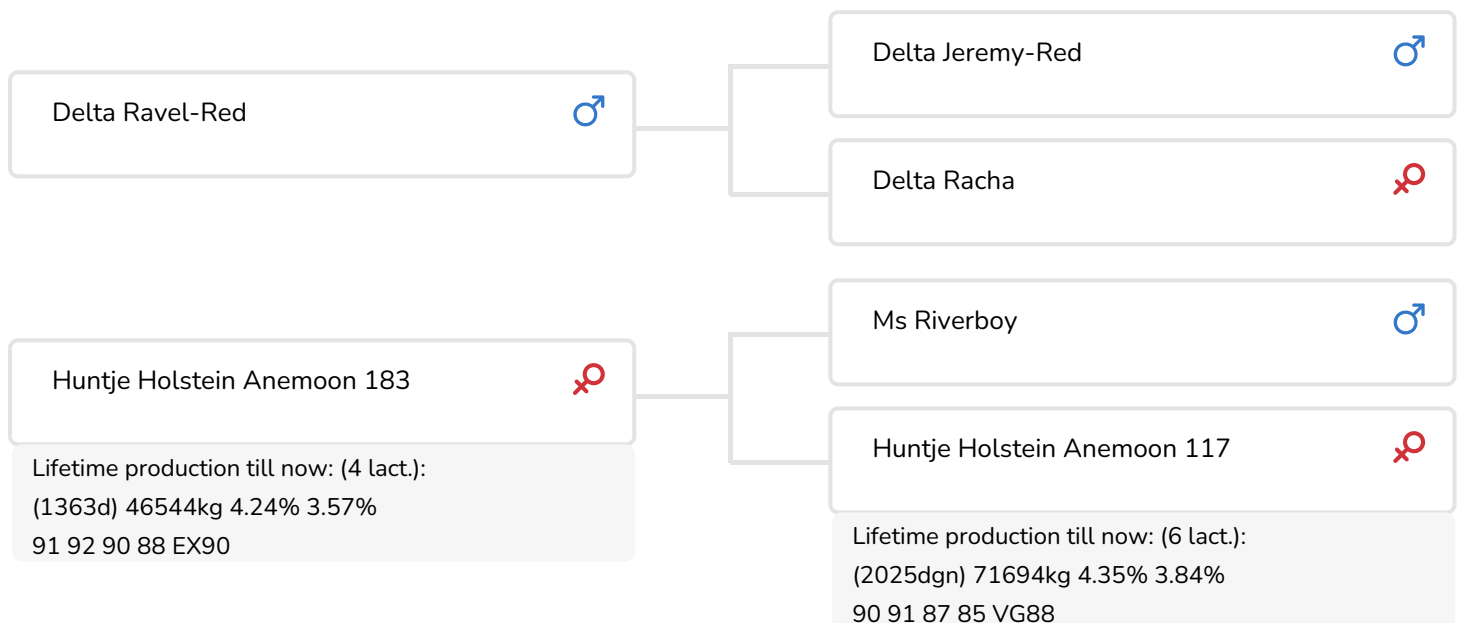 Delta Jeremy-Red
Delta Ravel-Red
Delta Racha
Ms Riverboy
Huntje Holstein Anemoon 183
Lifetime production till now: (4 lact.):
(1363d) 46544kg 4.24% 3.57%
91 92 90 88 EX90
Huntje Holstein Anemoon 117
Lifetime production till now: (6 lact.):
(2025dgn) 71694kg 4.35% 3.84%
90 91 87 85 VG88